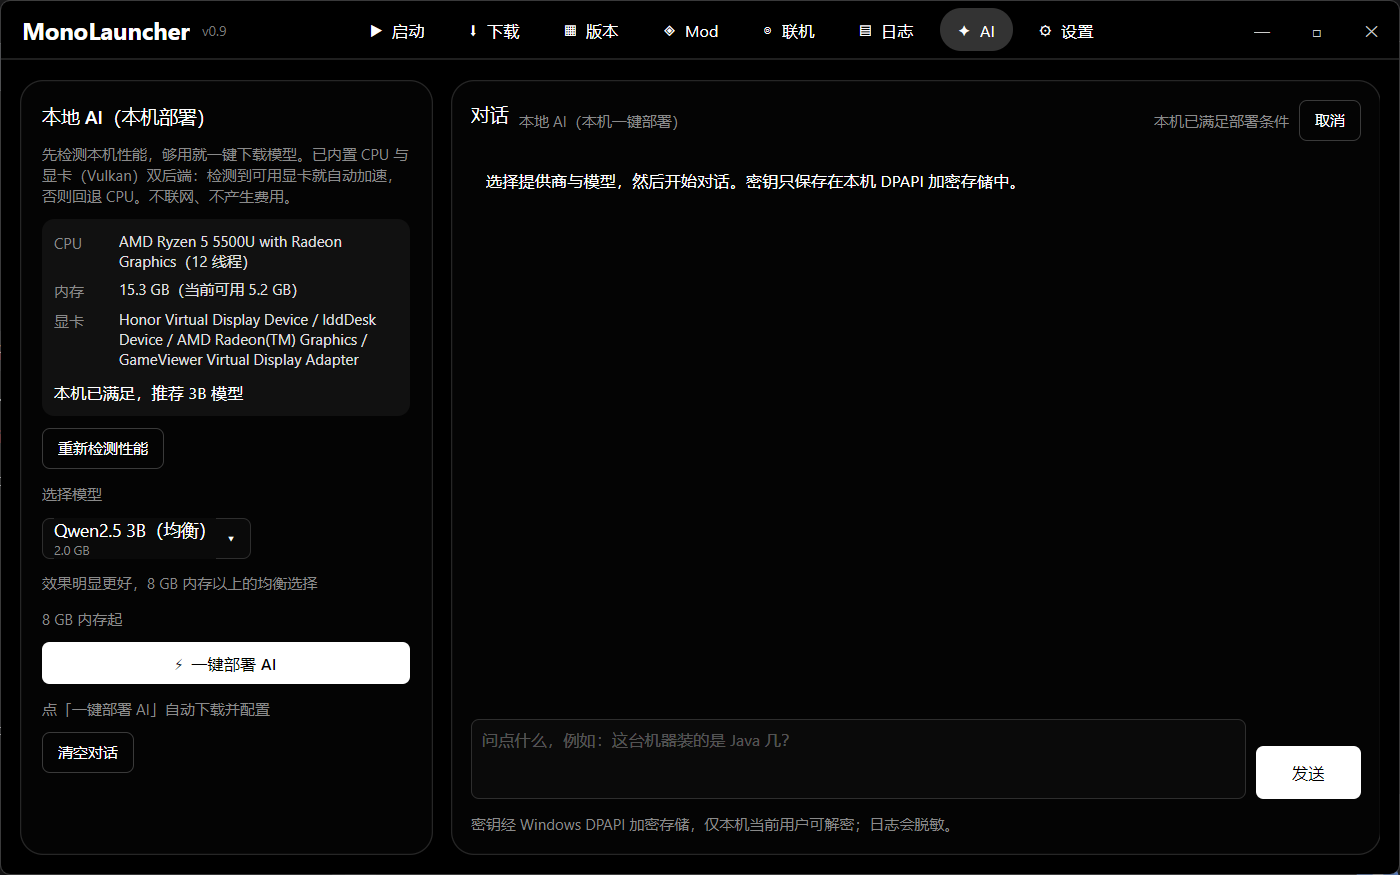 MonoLauncher v0.9 ▶ 启动 ⬇ 下载 ▦ 版本 ◈ Mod ⌾ 联机 ▤ 日志 ✦ AI ⚙ 设置
本地 AI（本机部署）
先检测本机性能，够用就一键下载模型。已内置 CPU 与
显卡（Vulkan）双后端：检测到可用显卡就自动加速，
否则回退 CPU。不联网、不产生费用。
CPU AMD Ryzen 5 5500U with Radeon
Graphics（12 线程）
内存 15.3 GB（当前可用 5.2 GB）
显卡 Honor Virtual Display Device / IddDesk
Device / AMD Radeon(TM) Graphics /
GameViewer Virtual Display Adapter
本机已满足，推荐 3B 模型
重新检测性能
选择模型
Qwen2.5 3B（均衡）
2.0 GB
效果明显更好，8 GB 内存以上的均衡选择
8 GB 内存起
⚡ 一键部署 AI
点「一键部署 AI」自动下载并配置
清空对话
对话 本地 AI（本机一键部署） 本机已满足部署条件 取消
选择提供商与模型，然后开始对话。密钥只保存在本机 DPAPI 加密存储中。
问点什么，例如：这台机器装的是 Java 几？
发送
密钥经 Windows DPAPI 加密存储，仅本机当前用户可解密；日志会脱敏。